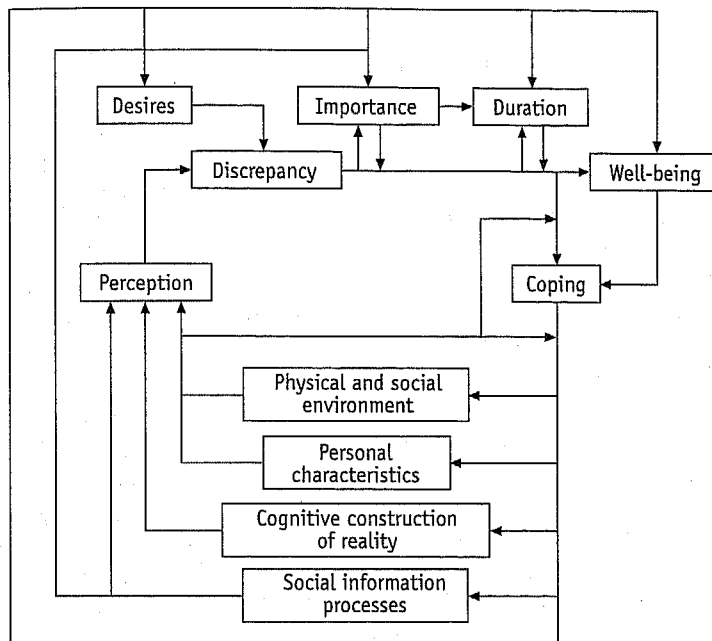 Desires
Importance
Duration
Discrepancy
Well-being
Perception
Coping
Physical and social
environment
Personal
characteristics
Cognitive construction
of reality
Social information
processes